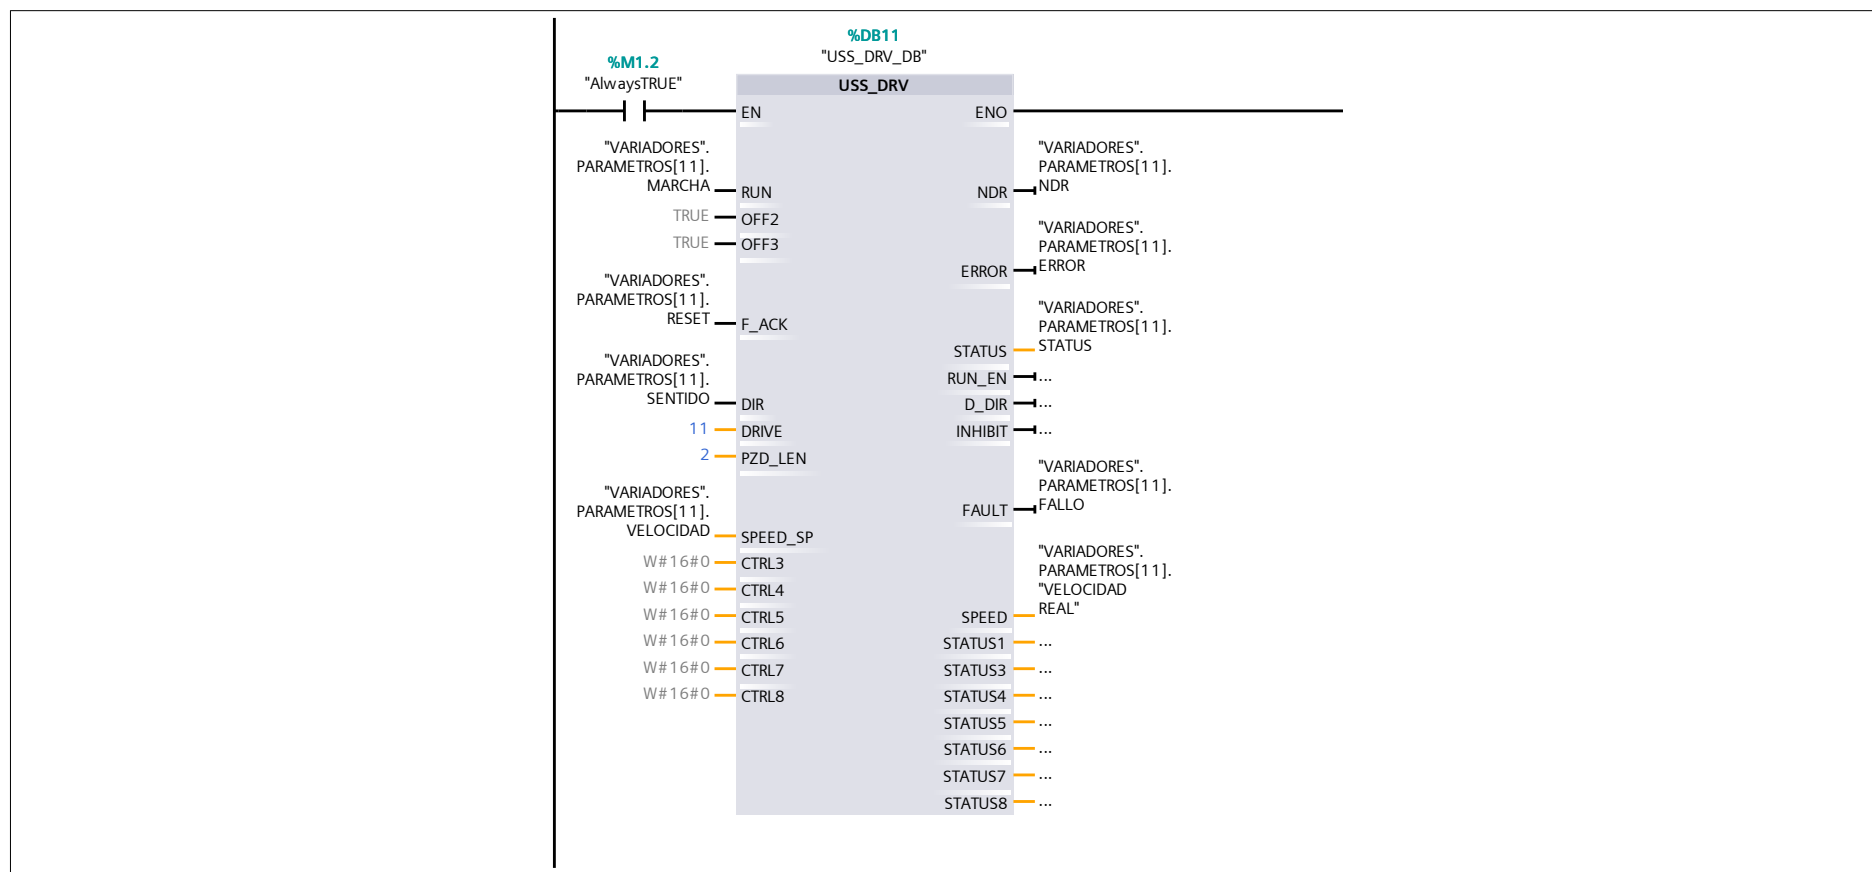 %DB11
"USS_DRV_DB"
%M1.2
"AlwaysTRUE"
USS_DRV
EN
ENO
"VARIADORES".
PARAMETROS[11].
MARCHA
RUN
"VARIADORES".
PARAMETROS[11].
NDR
NDR
TRUE
OFF2
TRUE
OFF3
"VARIADORES".
PARAMETROS[11].
ERROR
ERROR
"VARIADORES".
PARAMETROS[11].
RESET
F_ACK
"VARIADORES".
PARAMETROS[11].
STATUS
STATUS
"VARIADORES".
PARAMETROS[11].
SENTIDO
DIR
RUN_EN
...
D_DIR
...
11
DRIVE
INHIBIT
...
2
PZD_LEN
"VARIADORES".
PARAMETROS[11].
FALLO
FAULT
"VARIADORES".
PARAMETROS[11].
VELOCIDAD
SPEED_SP
W#16#0
CTRL3
W#16#0
CTRL4
W#16#0
CTRL5
"VARIADORES".
PARAMETROS[11].
"VELOCIDAD
REAL"
SPEED
W#16#0
CTRL6
STATUS1
...
W#16#0
CTRL7
STATUS3
...
W#16#0
CTRL8
STATUS4
...
STATUS5
...
STATUS6
...
STATUS7
...
STATUS8
...